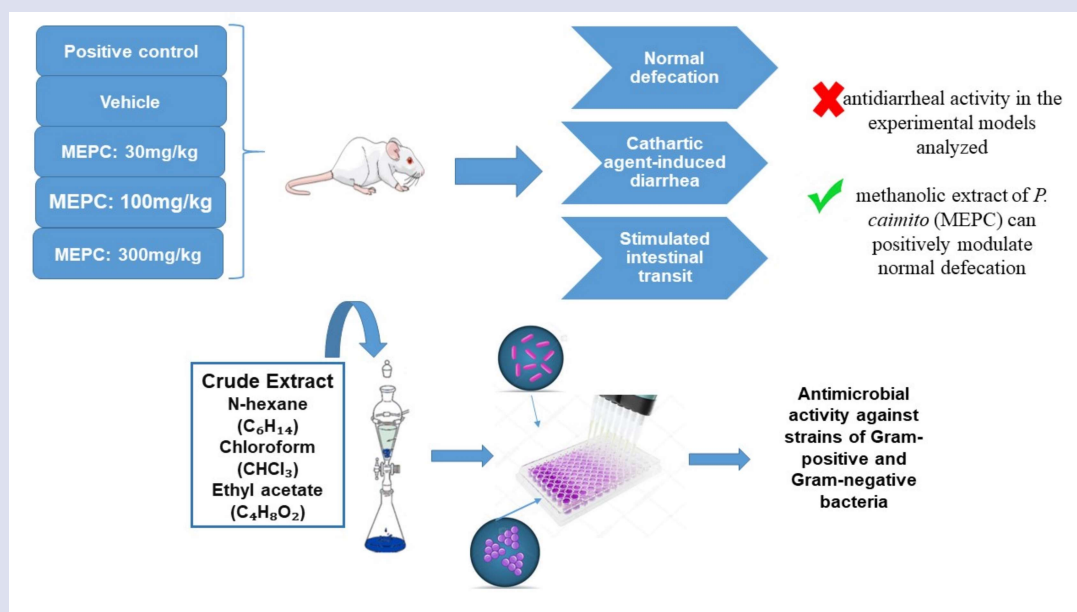 Positive control
Vehicle
MEPC: 30mg/kg
MEPC: 100mg/kg
MEPC: 300mg/kg
Normal
defecation
Cathartic
agent-induced
diarrhea
Stimulated
intestinal
transit
antidiarrheal activity in the
experimental models
analyzed
methanolic extract of P.
caimito (MEPC) can
positively modulate
normal defecation
Crude Extract
N-hexane
(C₆H₁₄)
Chloroform
(CHCl₃)
Ethyl acetate
(C₄H₈O₂)
Antimicrobial
activity against
strains of Gram-
positive and
Gram-negative
bacteria